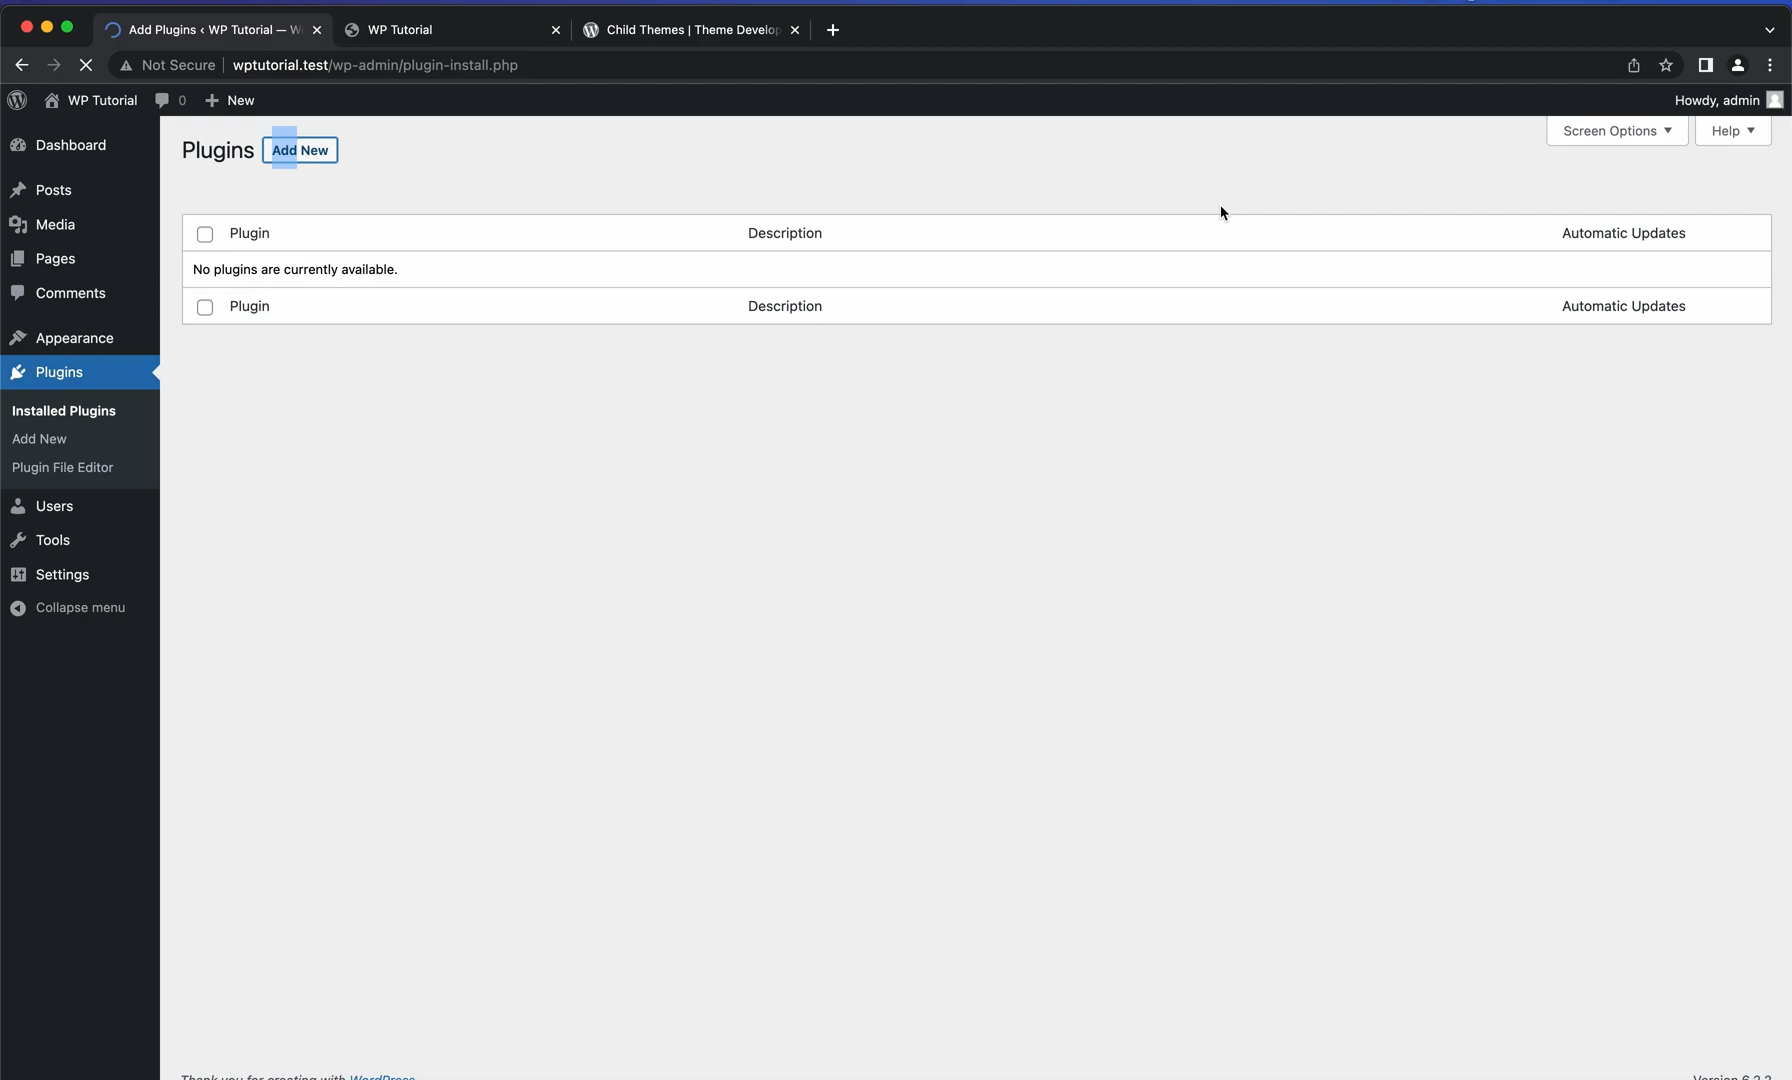 Add Plugins ‹ WP Tutorial — W
WP Tutorial
Child Themes | Theme Develop
Not Secure
wptutorial.test/wp-admin/plugin-install.php
WP Tutorial
0
New
Howdy, admin
Screen Options
Help
Dashboard
Posts
Media
Pages
Comments
Appearance
Plugins
Installed Plugins
Add New
Plugin File Editor
Users
Tools
Settings
Collapse menu
Plugins Add New
Plugin Description Automatic Updates
No plugins are currently available.
Plugin Description Automatic Updates
Thank you for creating with WordPress
Version 6.2.2